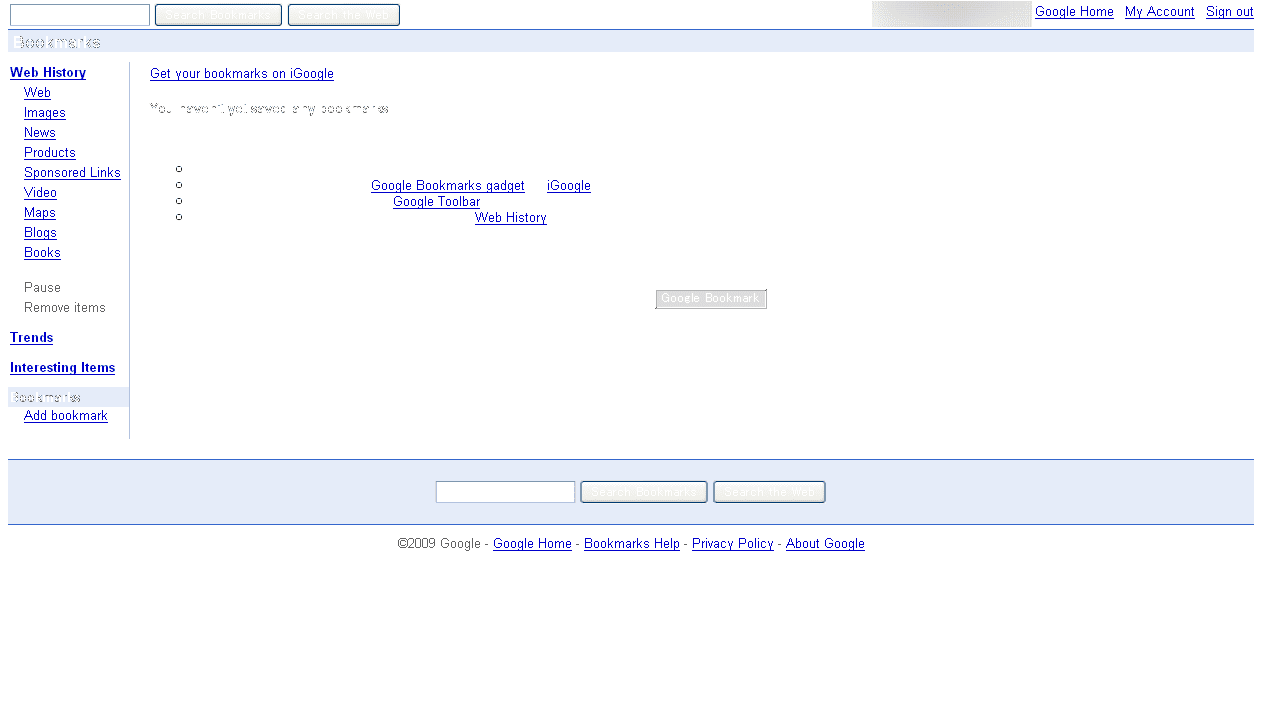 Search Bookmarks Search the Web Google Home My Account Sign out
Bookmarks
Web History
Web
Images
News
Products
Sponsored Links
Video
Maps
Blogs
Books
Pause
Remove items
Trends
Interesting Items
Bookmarks
Add bookmark
Get your bookmarks on iGoogle
You haven't yet saved any bookmarks
Google Bookmarks gadget iGoogle
Google Toolbar
Web History
Google Bookmark
Search Bookmarks Search the Web
©2009 Google - Google Home - Bookmarks Help - Privacy Policy - About Google